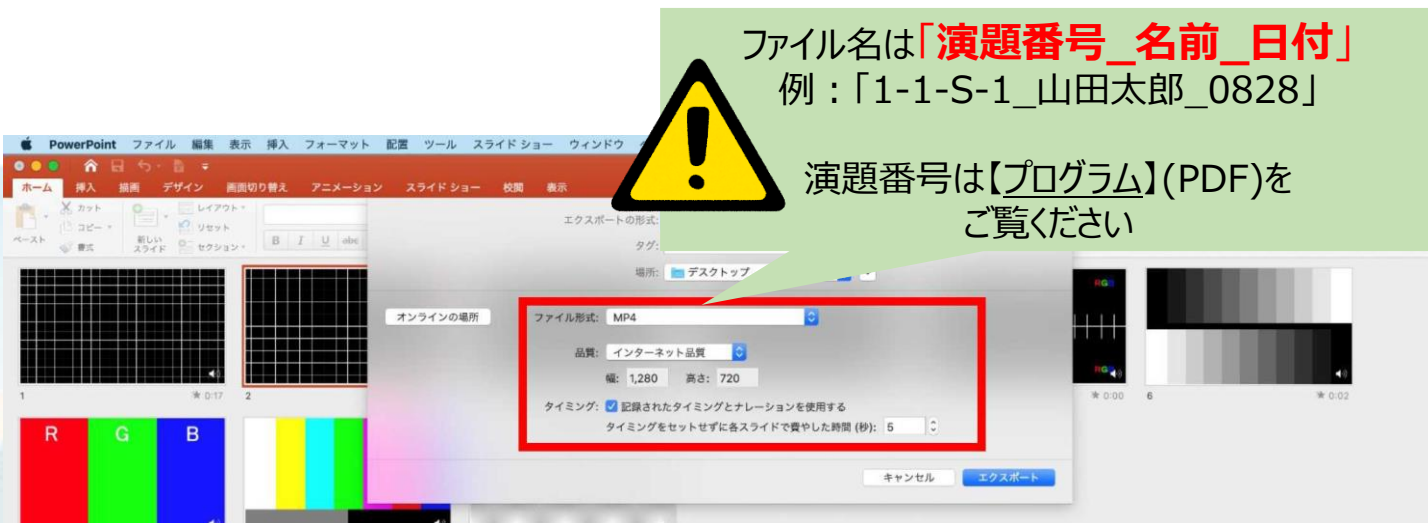 ファイル名は「演題番号_名前_日付」
例：「1-1-S-1_山田太郎_0828」
演題番号は【プログラム】(PDF)を
ご覧ください
PowerPoint ファイル 編集 表示 挿入 フォーマット 配置 ツール スライド ショー ウィンドウ
ホーム 挿入 描画 デザイン 画面切り替え アニメーション スライド ショー 校閲 表示
ペースト
カット
コピー
書式
新しい
スライド
レイアウト
リセット
セクション
B I U abc
エクスポートの形式:
タグ:
場所: デスクトップ
オンラインの場所
ファイル形式: MP4
品質: インターネット品質
幅: 1,280 高さ: 720
タイミング: 記録されたタイミングとナレーションを使用する
タイミングをセットせずに各スライドで費やした時間 (秒): 5
キャンセル エクスポート
1 0:17 2
RGB
0:00 6 0:02
R G B